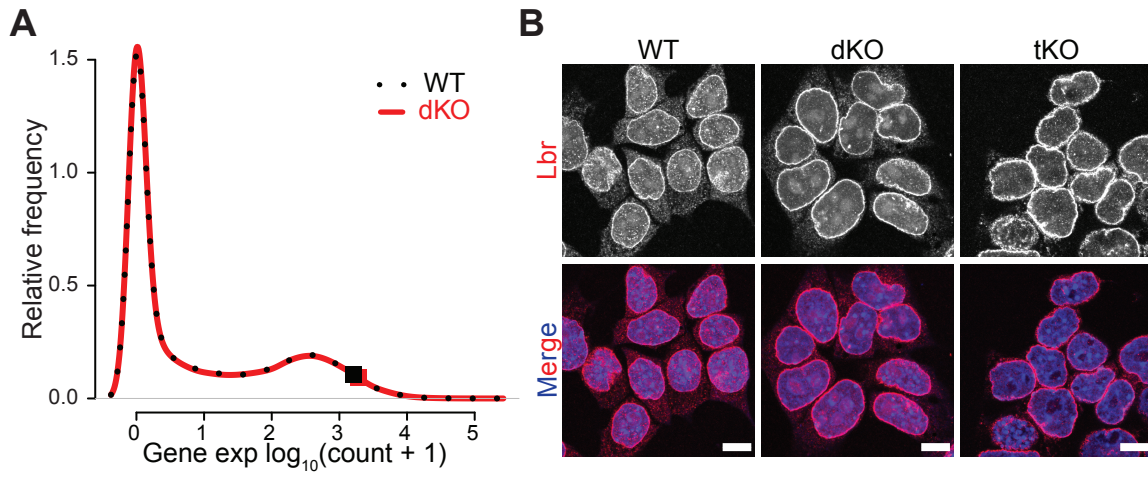 A
1.5
1.0
0.5
0.0
Relative frequency
WT
dKO
0 1 2 3 4 5
Gene exp log10(count + 1)
B
WT dKO tKO
Lbr
Merge